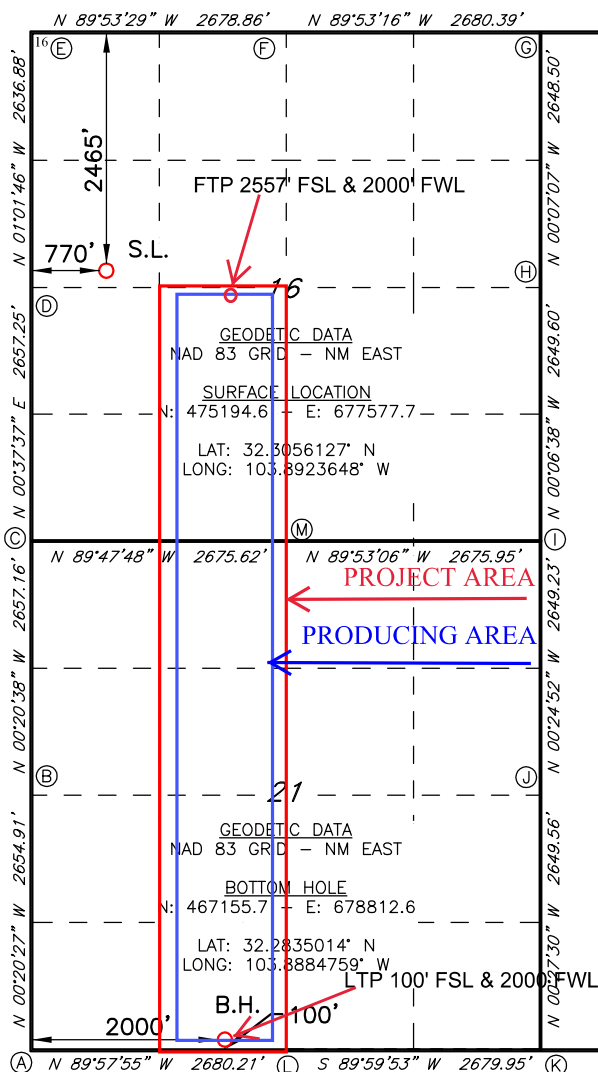 N 89°53'29" W 2678.86'
N 89°53'16" W 2680.39'
16
E
F
G
N 01°01'46" W 2636.88'
2465'
N 00°07'07" W 2648.50'
FTP 2557' FSL & 2000' FWL
770'
S.L.
H
D
16
GEODETIC DATA
NAD 83 GRID – NM EAST
SURFACE LOCATION
N: 475194.6 – E: 677577.7
LAT: 32.3056127° N
LONG: 103.8923648° W
N 00°37'37" E 2657.25'
N 00°06'38" W 2649.60'
C
M
I
N 89°47'48" W 2675.62'
N 89°53'06" W 2675.95'
PROJECT AREA
PRODUCING AREA
N 00°20'38" W 2657.16'
N 00°24'52" W 2649.23'
B
J
21
GEODETIC DATA
NAD 83 GRID – NM EAST
BOTTOM HOLE
N: 467155.7 – E: 678812.6
LAT: 32.2835014° N
LONG: 103.8884759° W
N 00°20'27" W 2654.91'
N 00°27'30" W 2649.56'
LTP 100' FSL & 2000 FWL
B.H.
100'
2000'
A
N 89°57'55" W 2680.21'
L
S 89°59'53" W 2679.95'
K